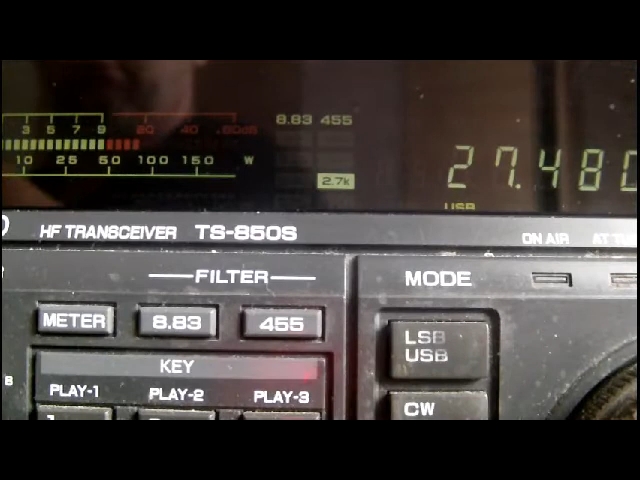 3 5 7 9 20 40 60dB
10 25 50 100 150 W
8.83 455
2.7k
27.480
USB
HF TRANSCEIVER TS-850S
ON AIR
FILTER
MODE
METER 8.83 455
LSB
USB
KEY
PLAY-1 PLAY-2 PLAY-3
CW